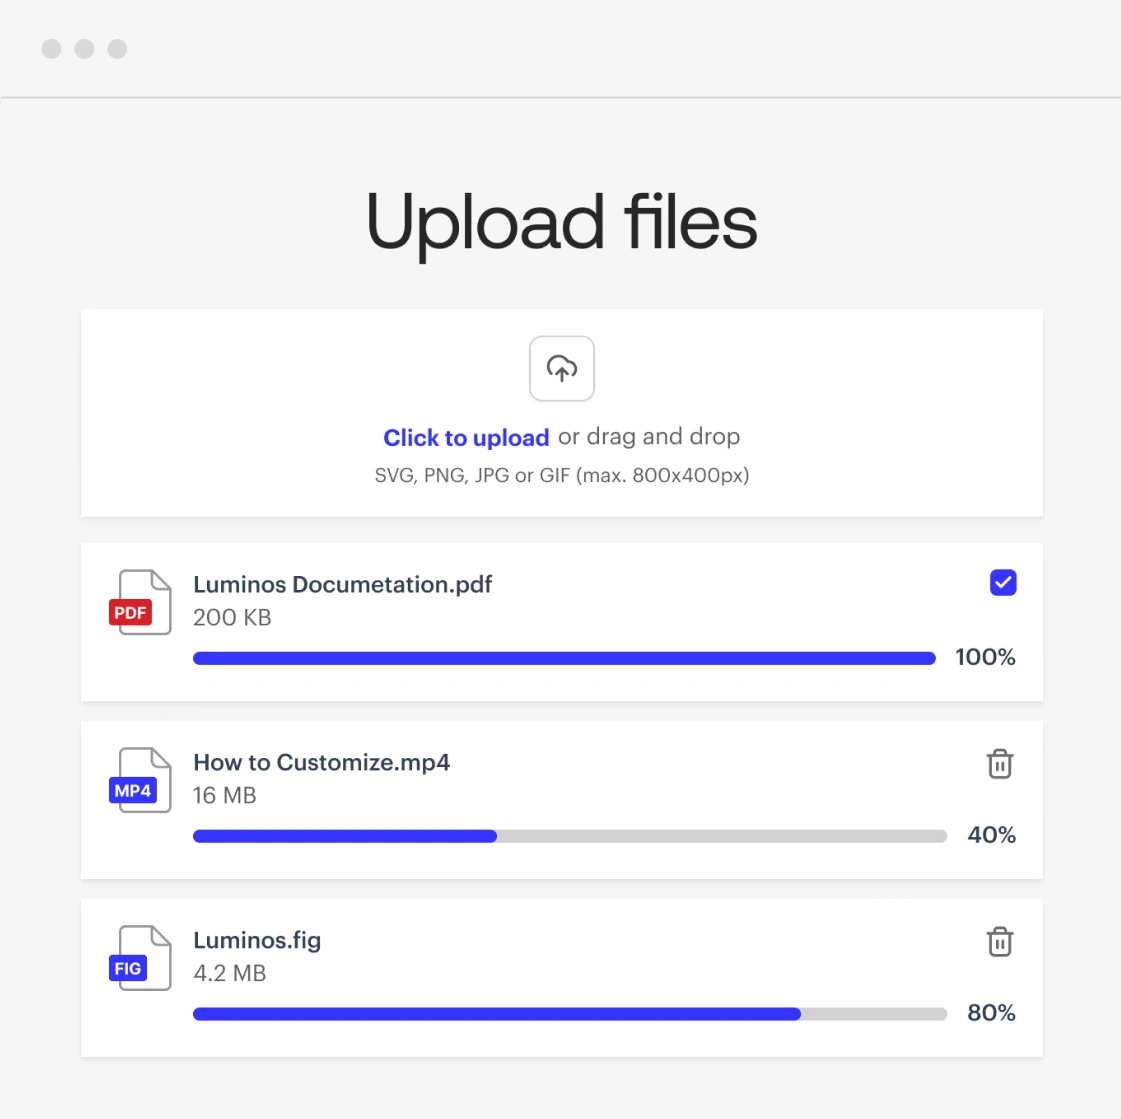 Upload files
Click to upload or drag and drop
SVG, PNG, JPG or GIF (max. 800x400px)
Luminos Documetation.pdf
PDF
200 KB
100%
How to Customize.mp4
MP4
16 MB
40%
Luminos.fig
FIG
4.2 MB
80%